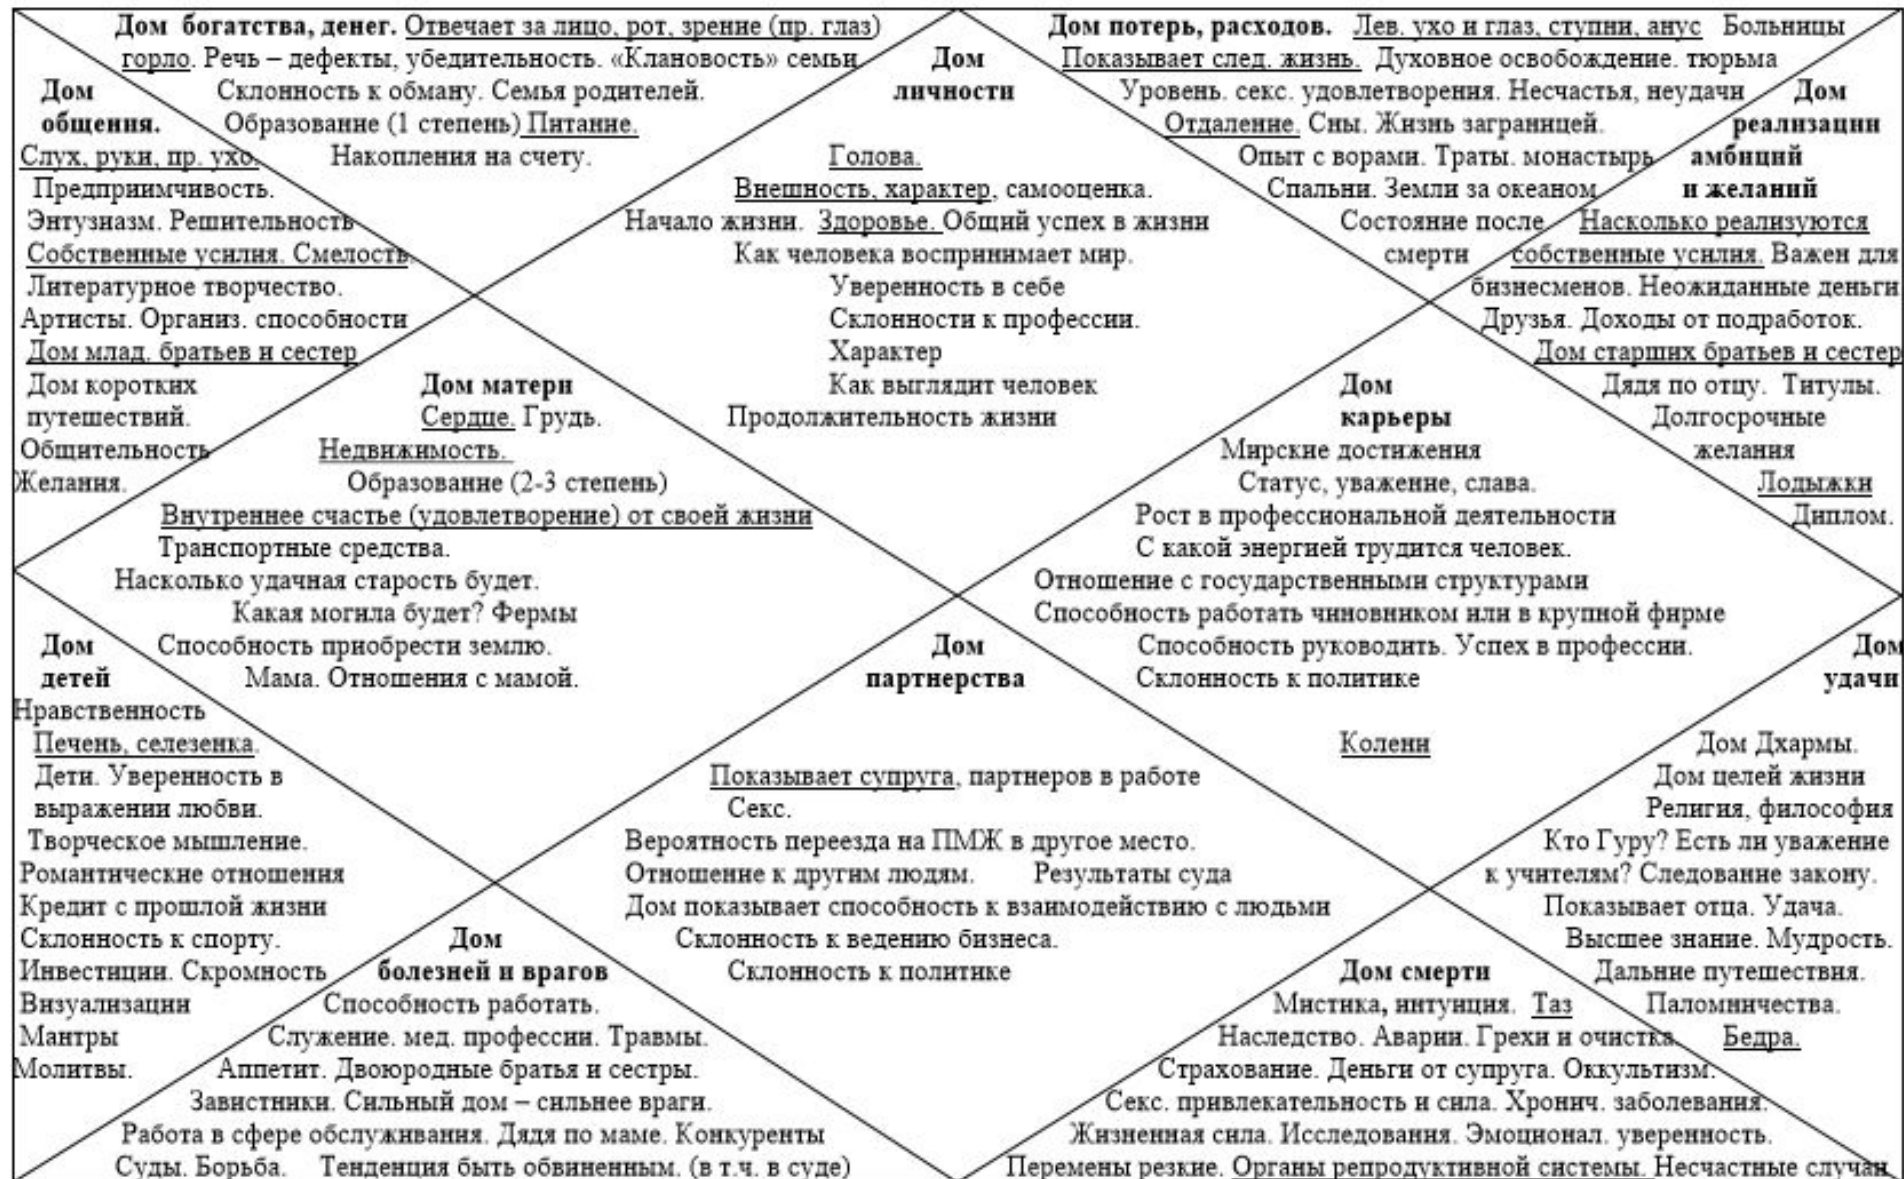 Дом богатства, денег. Отвечает за лицо, рот, зрение (пр. глаз)
горло. Речь – дефекты, убедительность. «Клановость» семьи
Склонность к обману. Семья родителей.
Образование (1 степень) Питание.
Накопления на счету.
Дом
личности
Голова.
Внешность, характер, самооценка.
Начало жизни. Здоровье. Общий успех в жизни
Как человека воспринимает мир.
Уверенность в себе
Склонности к профессии.
Характер
Как выглядит человек
Продолжительность жизни
Дом потерь, расходов. Лев. ухо и глаз, ступни, анус Больницы
Показывает след. жизнь. Духовное освобождение. тюрьма
Уровень. секс. удовлетворения. Несчастья, неудачи
Отдаление. Сны. Жизнь заграницей.
Опыт с ворами. Траты. монастырь
Спальни. Земли за океаном
Состояние после
смерти
Дом
общения.
Слух, руки, пр. ухо.
Предприимчивость.
Энтузиазм. Решительность
Собственные усилия. Смелость.
Литературное творчество.
Артисты. Организ. способности
Дом млад. братьев и сестер
Дом коротких
путешествий.
Общительность
Желания.
Дом
реализации
амбиций
и желаний
Насколько реализуются
собственные усилия. Важен для
бизнесменов. Неожиданные деньги
Друзья. Доходы от подработок.
Дом старших братьев и сестер
Дядя по отцу. Титулы.
Долгосрочные
желания
Лодыжки
Диплом.
Дом матери
Сердце. Грудь.
Недвижимость.
Образование (2-3 степень)
Внутреннее счастье (удовлетворение) от своей жизни
Транспортные средства.
Насколько удачная старость будет.
Какая могила будет? Фермы
Способность приобрести землю.
Мама. Отношения с мамой.
Дом
карьеры
Мирские достижения
Статус, уважение, слава.
Рост в профессиональной деятельности
С какой энергией трудится человек.
Отношение с государственными структурами
Способность работать чиновником или в крупной фирме
Способность руководить. Успех в профессии.
Склонность к политике
Колени
Дом
детей
Нравственность
Печень, селезенка.
Дети. Уверенность в
выражении любви.
Творческое мышление.
Романтические отношения
Кредит с прошлой жизни
Склонность к спорту.
Инвестиции. Скромность
Визуализации
Мантры
Молитвы.
Дом
партнерства
Показывает супруга, партнеров в работе
Секс.
Вероятность переезда на ПМЖ в другое место.
Отношение к другим людям. Результаты суда
Дом показывает способность к взаимодействию с людьми
Склонность к ведению бизнеса.
Склонность к политике
Дом
удачи
Дом Дхармы.
Дом целей жизни
Религия, философия
Кто Гуру? Есть ли уважение
к учителям? Следование закону.
Показывает отца. Удача.
Высшее знание. Мудрость.
Дальние путешествия.
Паломничества.
Бедра.
Дом
болезней и врагов
Способность работать.
Служение. мед. профессии. Травмы.
Аппетит. Двоюродные братья и сестры.
Завистники. Сильный дом – сильнее враги.
Работа в сфере обслуживания. Дядя по маме. Конкуренты
Суды. Борьба. Тенденция быть обвиненным. (в т.ч. в суде)
Дом смерти
Мистика, интуиция. Таз
Наследство. Аварии. Грехи и очистка.
Страхование. Деньги от супруга. Оккультизм.
Секс. привлекательность и сила. Хронич. заболевания.
Жизненная сила. Исследования. Эмоционал. уверенность.
Перемены резкие. Органы репродуктивной системы. Несчастные случаи